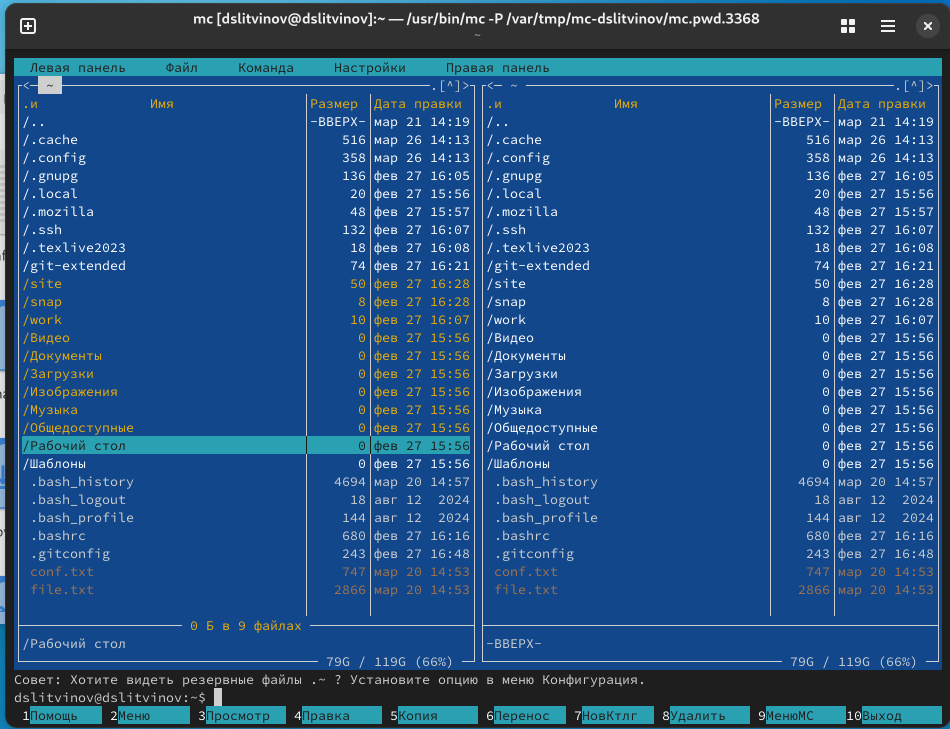 mc [dslitvinov@dslitvinov]:~ — /usr/bin/mc -P /var/tmp/mc-dslitvinov/mc.pwd.3368
~
Левая панель Файл Команда Настройки Правая панель
<- ~ .[^]> <- ~ .[^]>
.и Имя Размер Дата правки .и Имя Размер Дата правки
/.. -ВВЕРХ- мар 21 14:19 /.. -ВВЕРХ- мар 21 14:19
/.cache 516 мар 26 14:13 /.cache 516 мар 26 14:13
/.config 358 мар 26 14:13 /.config 358 мар 26 14:13
/.gnupg 136 фев 27 16:05 /.gnupg 136 фев 27 16:05
/.local 20 фев 27 15:56 /.local 20 фев 27 15:56
/.mozilla 48 фев 27 15:57 /.mozilla 48 фев 27 15:57
/.ssh 132 фев 27 16:07 /.ssh 132 фев 27 16:07
/.texlive2023 18 фев 27 16:08 /.texlive2023 18 фев 27 16:08
/git-extended 74 фев 27 16:21 /git-extended 74 фев 27 16:21
/site 50 фев 27 16:28 /site 50 фев 27 16:28
/snap 8 фев 27 16:28 /snap 8 фев 27 16:28
/work 10 фев 27 16:07 /work 10 фев 27 16:07
/Видео 0 фев 27 15:56 /Видео 0 фев 27 15:56
/Документы 0 фев 27 15:56 /Документы 0 фев 27 15:56
/Загрузки 0 фев 27 15:56 /Загрузки 0 фев 27 15:56
/Изображения 0 фев 27 15:56 /Изображения 0 фев 27 15:56
/Музыка 0 фев 27 15:56 /Музыка 0 фев 27 15:56
/Общедоступные 0 фев 27 15:56 /Общедоступные 0 фев 27 15:56
/Рабочий стол 0 фев 27 15:56 /Рабочий стол 0 фев 27 15:56
/Шаблоны 0 фев 27 15:56 /Шаблоны 0 фев 27 15:56
.bash_history 4694 мар 20 14:57 .bash_history 4694 мар 20 14:57
.bash_logout 18 авг 12 2024 .bash_logout 18 авг 12 2024
.bash_profile 144 авг 12 2024 .bash_profile 144 авг 12 2024
.bashrc 680 фев 27 16:16 .bashrc 680 фев 27 16:16
.gitconfig 243 фев 27 16:48 .gitconfig 243 фев 27 16:48
conf.txt 747 мар 20 14:53 conf.txt 747 мар 20 14:53
file.txt 2866 мар 20 14:53 file.txt 2866 мар 20 14:53
0 Б в 9 файлах
/Рабочий стол -ВВЕРХ-
79G / 119G (66%) 79G / 119G (66%)
Совет: Хотите видеть резервные файлы .~ ? Установите опцию в меню Конфигурация.
dslitvinov@dslitvinov:~$
1Помощь 2Меню 3Просмотр 4Правка 5Копия 6Перенос 7НовКтлг 8Удалить 9МенюMC 10Выход